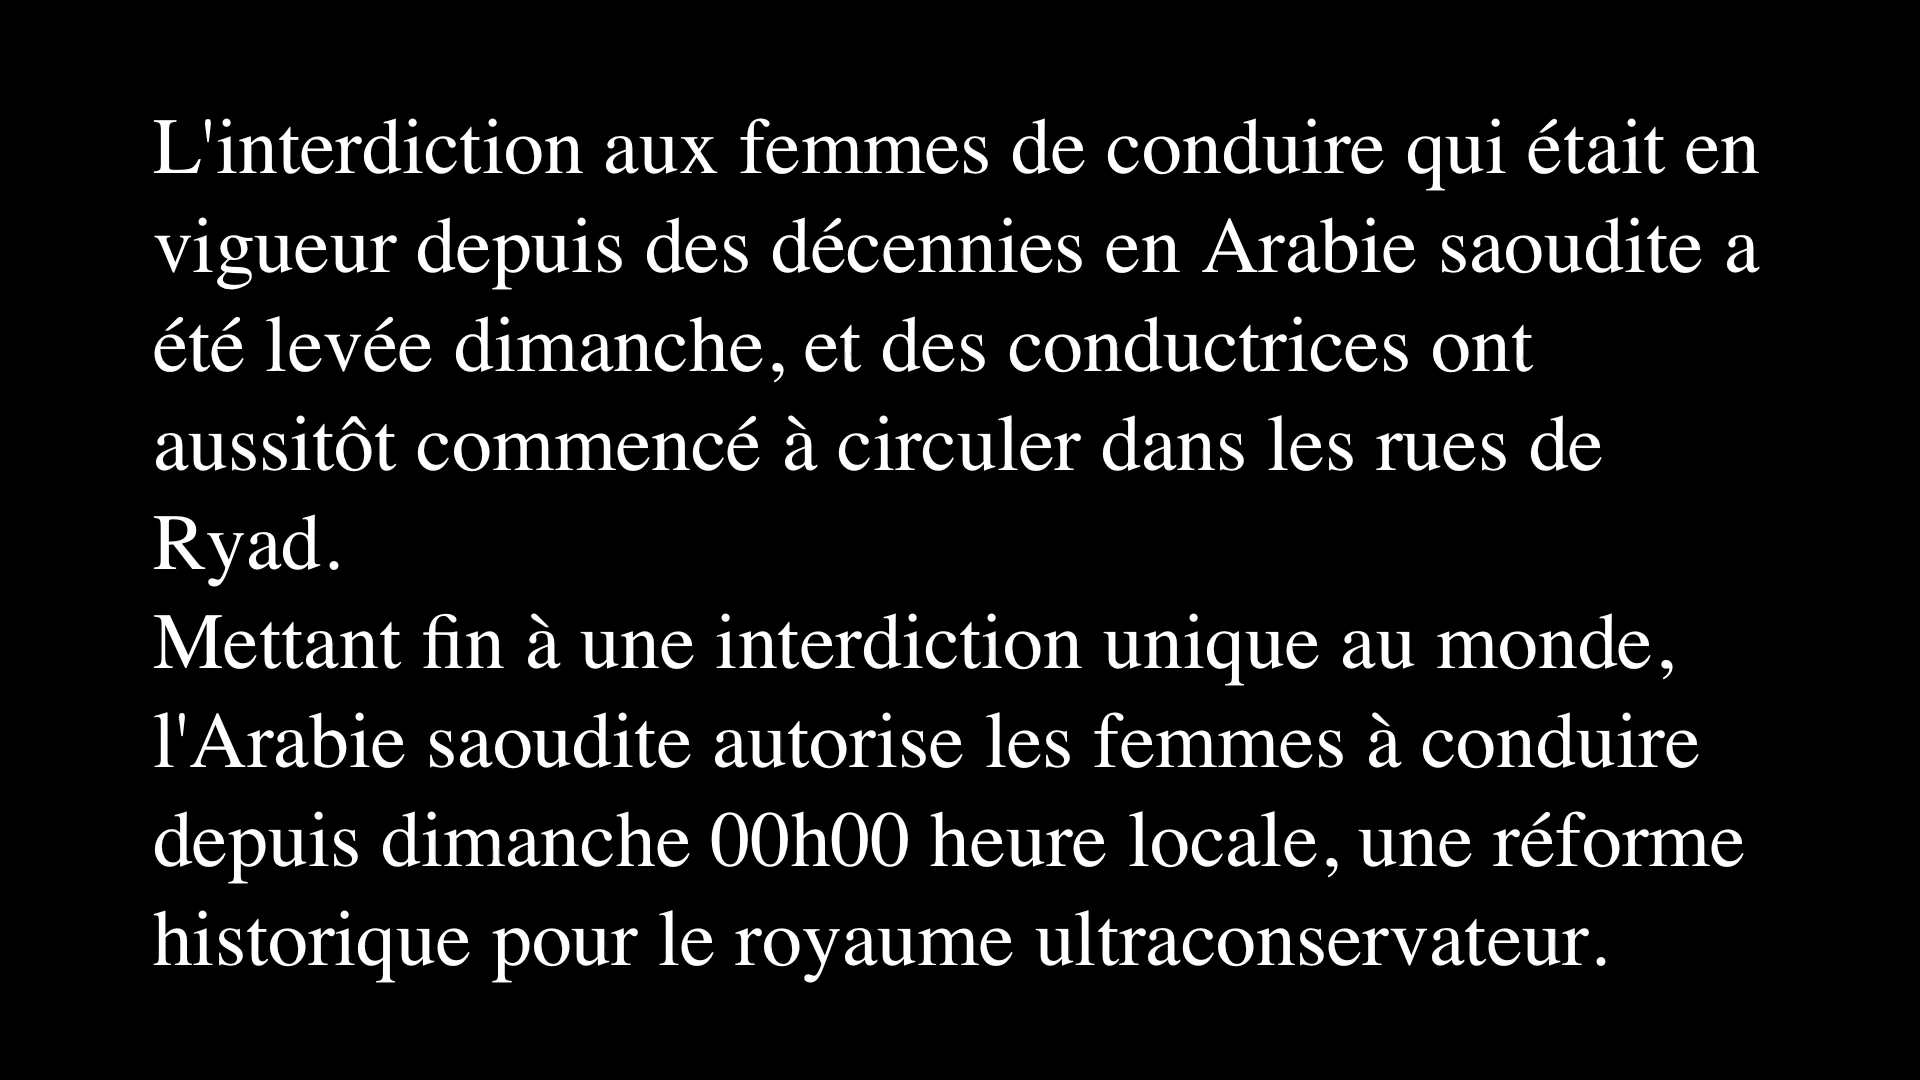 L'interdiction aux femmes de conduire qui était en
vigueur depuis des décennies en Arabie saoudite a
été levée dimanche, et des conductrices ont
aussitôt commencé à circuler dans les rues de
Ryad.
Mettant fin à une interdiction unique au monde,
l'Arabie saoudite autorise les femmes à conduire
depuis dimanche 00h00 heure locale, une réforme
historique pour le royaume ultraconservateur.